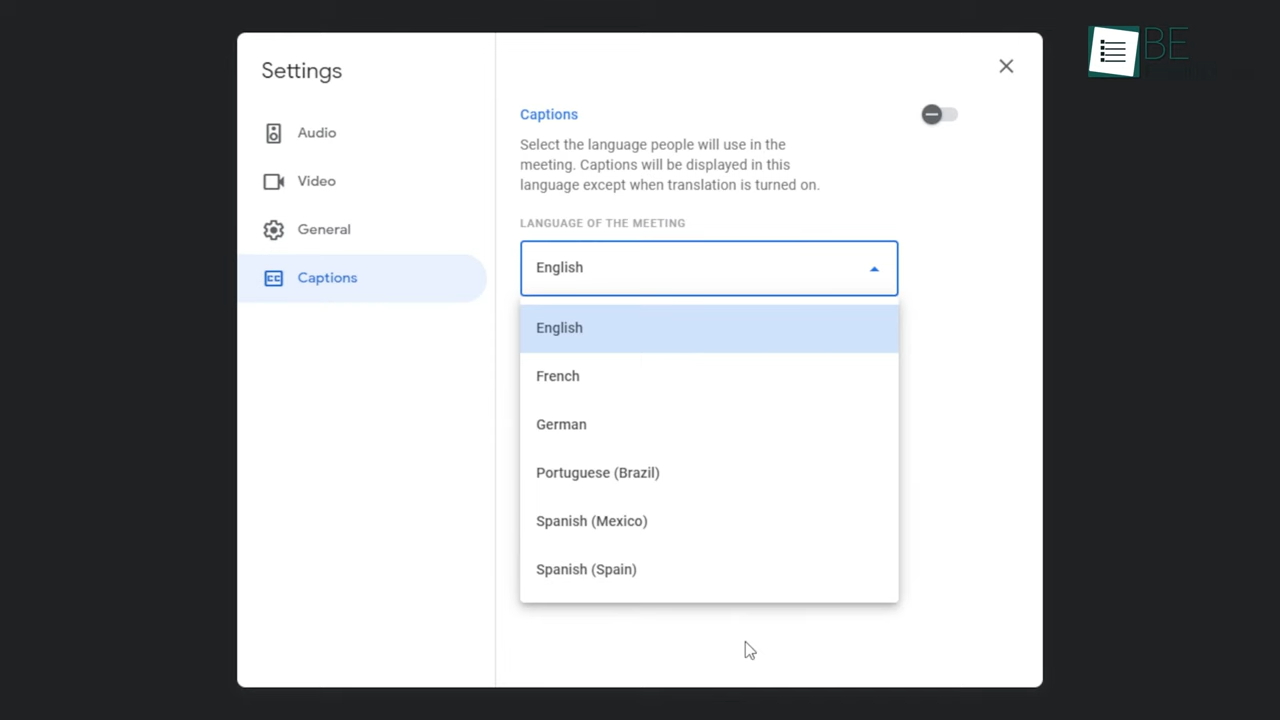 BE
Settings
Audio
Video
General
Captions
Captions
Select the language people will use in the
meeting. Captions will be displayed in this
language except when translation is turned on.
LANGUAGE OF THE MEETING
English
English
French
German
Portuguese (Brazil)
Spanish (Mexico)
Spanish (Spain)